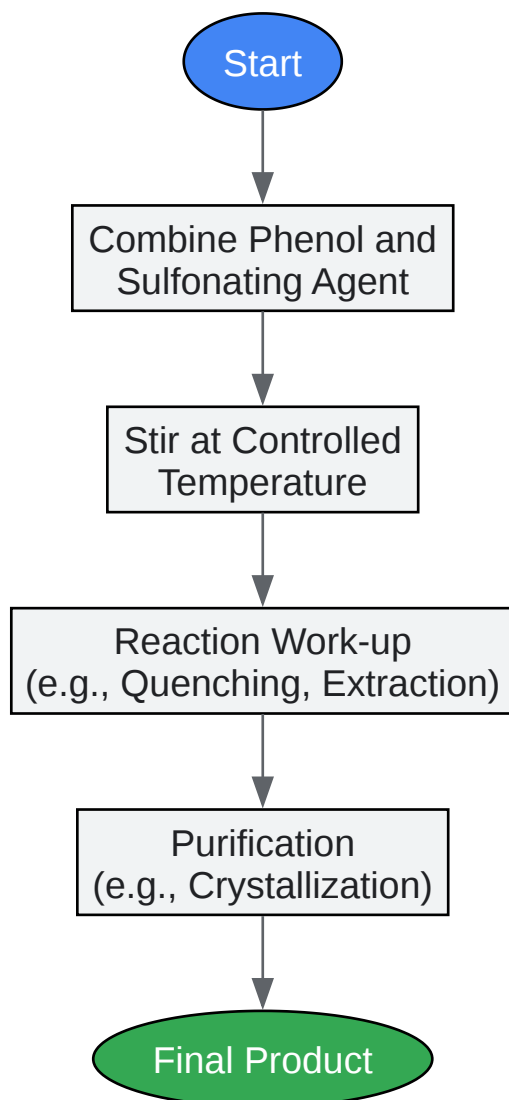 Start
Combine Phenol and
Sulfonating Agent
Stir at Controlled
Temperature
Reaction Work-up
(e.g., Quenching, Extraction)
Purification
(e.g., Crystallization)
Final Product